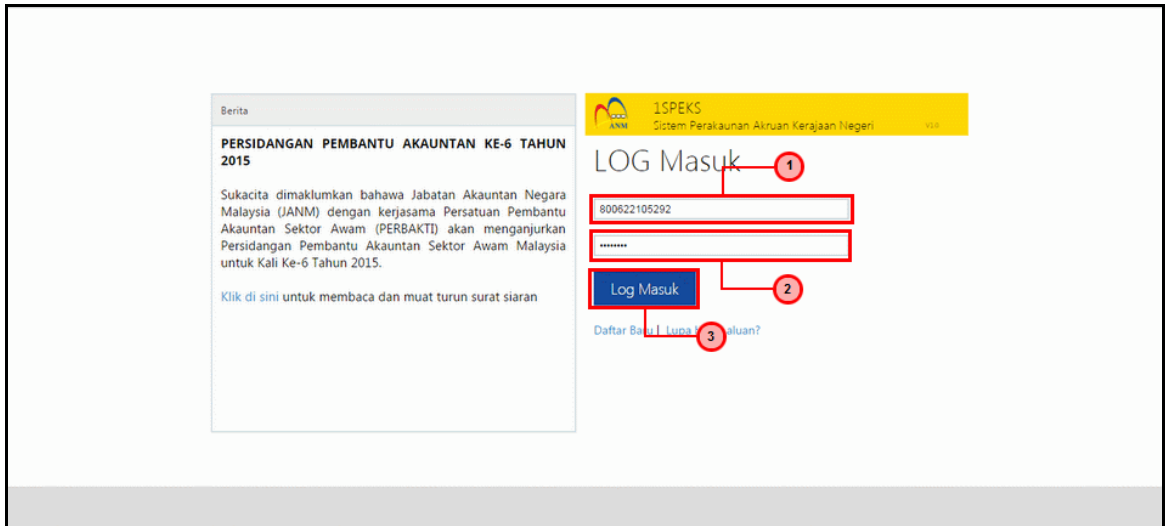 Berita
PERSIDANGAN PEMBANTU AKAUNTAN KE-6 TAHUN
2015
Sukacita dimaklumkan bahawa Jabatan Akauntan Negara
Malaysia (JANM) dengan kerjasama Persatuan Pembantu
Akauntan Sektor Awam (PERBAKTI) akan menganjurkan
Persidangan Pembantu Akauntan Sektor Awam Malaysia
untuk Kali Ke-6 Tahun 2015.
Klik di sini untuk membaca dan muat turun surat siaran
ANM
1SPEKS
Sistem Perakaunan Akruan Kerajaan Negeri
V1.0
LOG Masuk
1
800622105292
••••••••
Log Masuk
2
Daftar Baru | Lupa aluan?
3